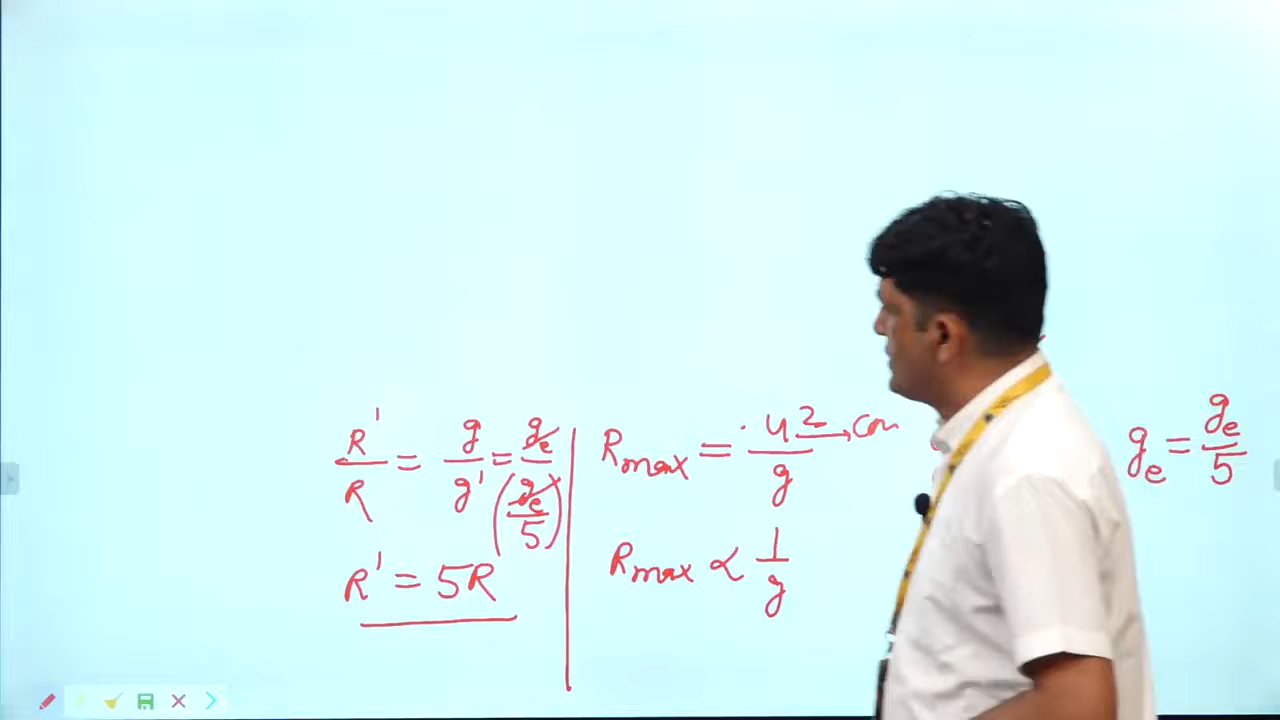 R'/R = g/g' = g_e/(g_e/5)
R' = 5R
R_max = u²/g → con
R_max ∝ 1/g
g_e = g_e/5